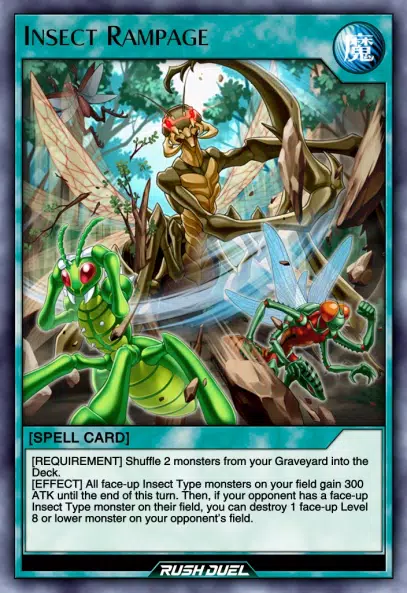 INSECT RAMPAGE
魔
[SPELL CARD]
[REQUIREMENT] Shuffle 2 monsters from your Graveyard into the
Deck.
[EFFECT] All face-up Insect Type monsters on your field gain 300
ATK until the end of this turn. Then, if your opponent has a face-up
Insect Type monster on their field, you can destroy 1 face-up Level
8 or lower monster on your opponent's field.
RUSH DUEL